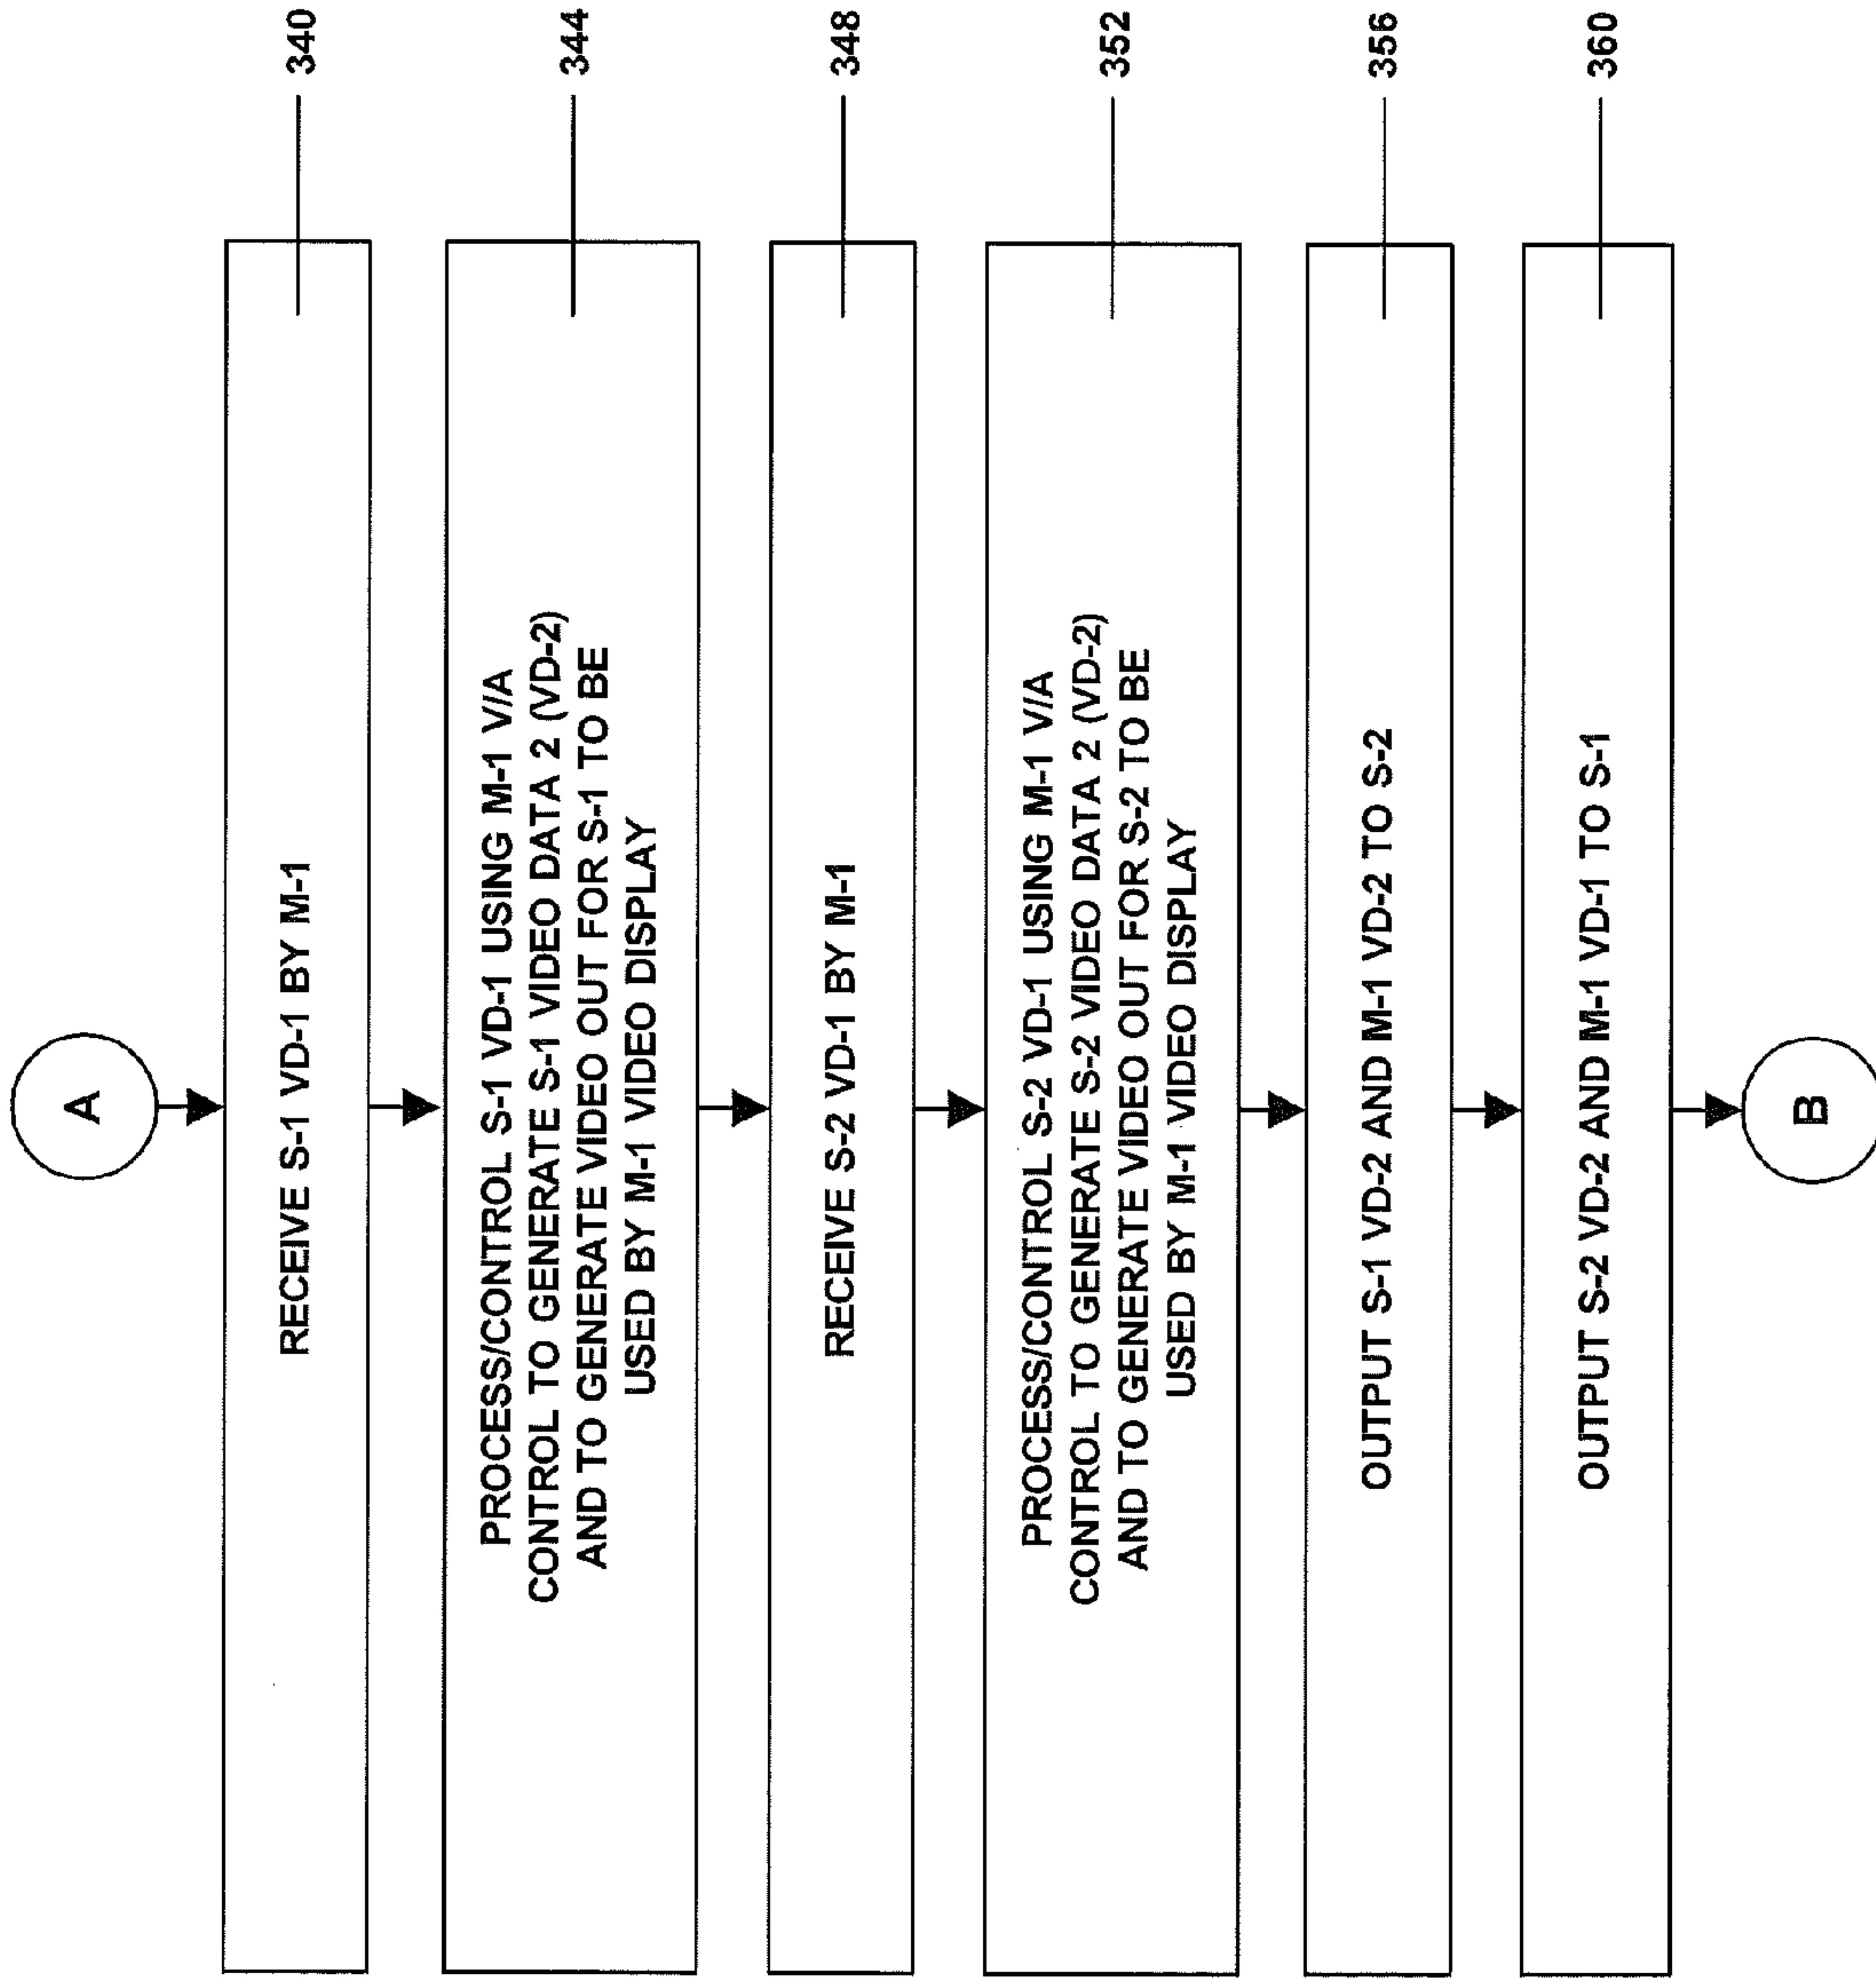 A
RECEIVE S-1 VD-1 BY M-1
340
PROCESS/CONTROL S-1 VD-1 USING M-1 V/A
CONTROL TO GENERATE S-1 VIDEO DATA 2 (VD-2)
AND TO GENERATE VIDEO OUT FOR S-1 TO BE
USED BY M-1 VIDEO DISPLAY
344
RECEIVE S-2 VD-1 BY M-1
348
PROCESS/CONTROL S-2 VD-1 USING M-1 V/A
CONTROL TO GENERATE S-2 VIDEO DATA 2 (VD-2)
AND TO GENERATE VIDEO OUT FOR S-2 TO BE
USED BY M-1 VIDEO DISPLAY
352
OUTPUT S-1 VD-2 AND M-1 VD-2 TO S-2
356
OUTPUT S-2 VD-2 AND M-1 VD-1 TO S-1
360
B